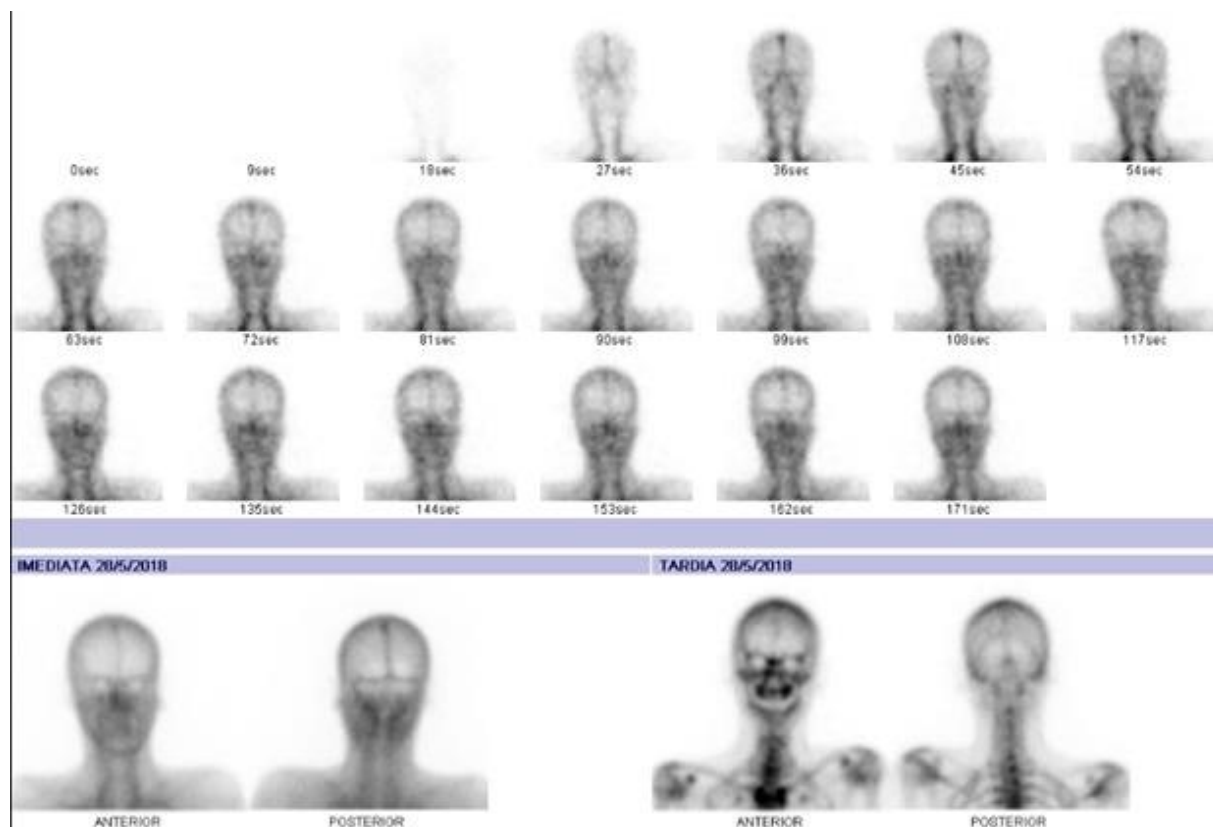 0sec 9sec 18sec 27sec 36sec 45sec 54sec
63sec 72sec 81sec 90sec 99sec 108sec 117sec
126sec 135sec 144sec 153sec 162sec 171sec
IMEDIATA 28/5/2018 TARDIA 28/5/2018
ANTERIOR POSTERIOR ANTERIOR POSTERIOR